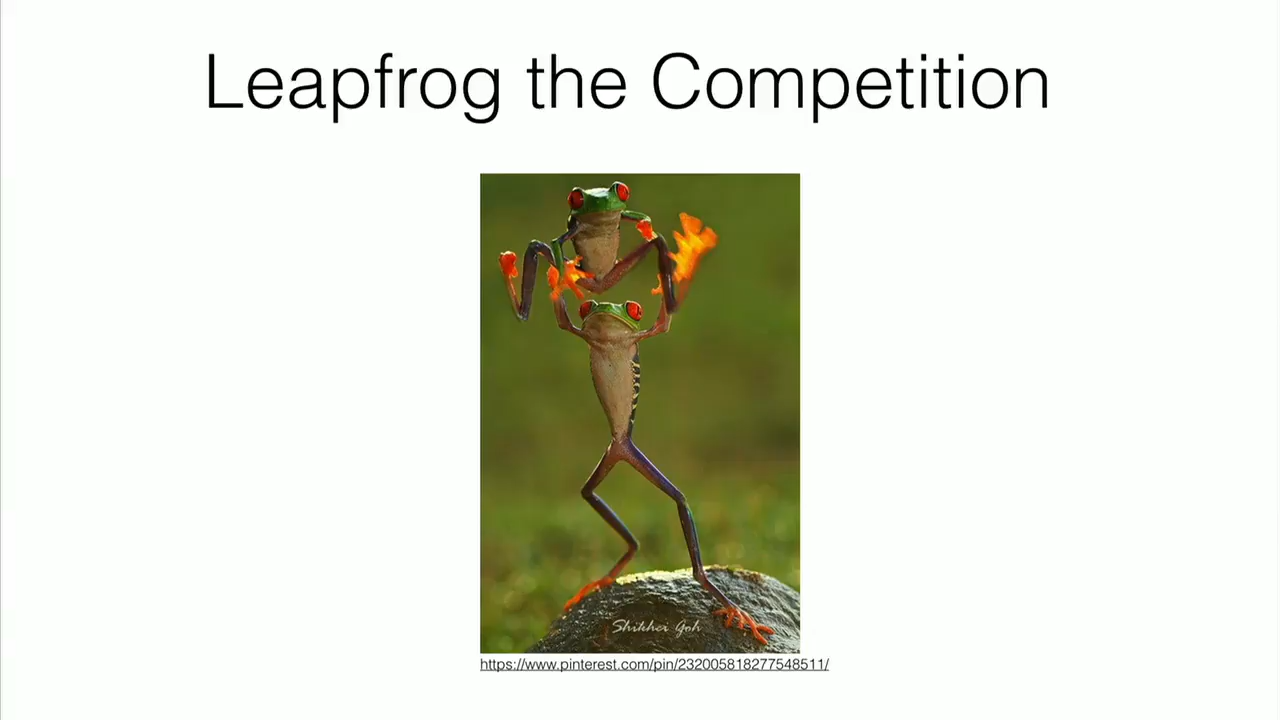 Leapfrog the Competition
Shikhei Goh
https://www.pinterest.com/pin/232005818277548511/